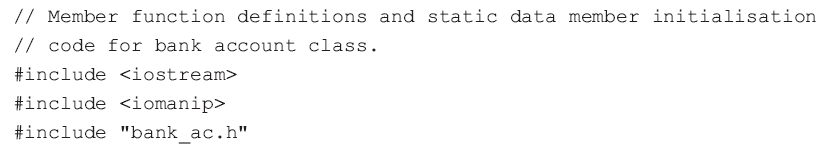 // Member function definitions and static data member initialisation
// code for bank account class.
#include <iostream>
#include <iomanip>
#include "bank_ac.h"